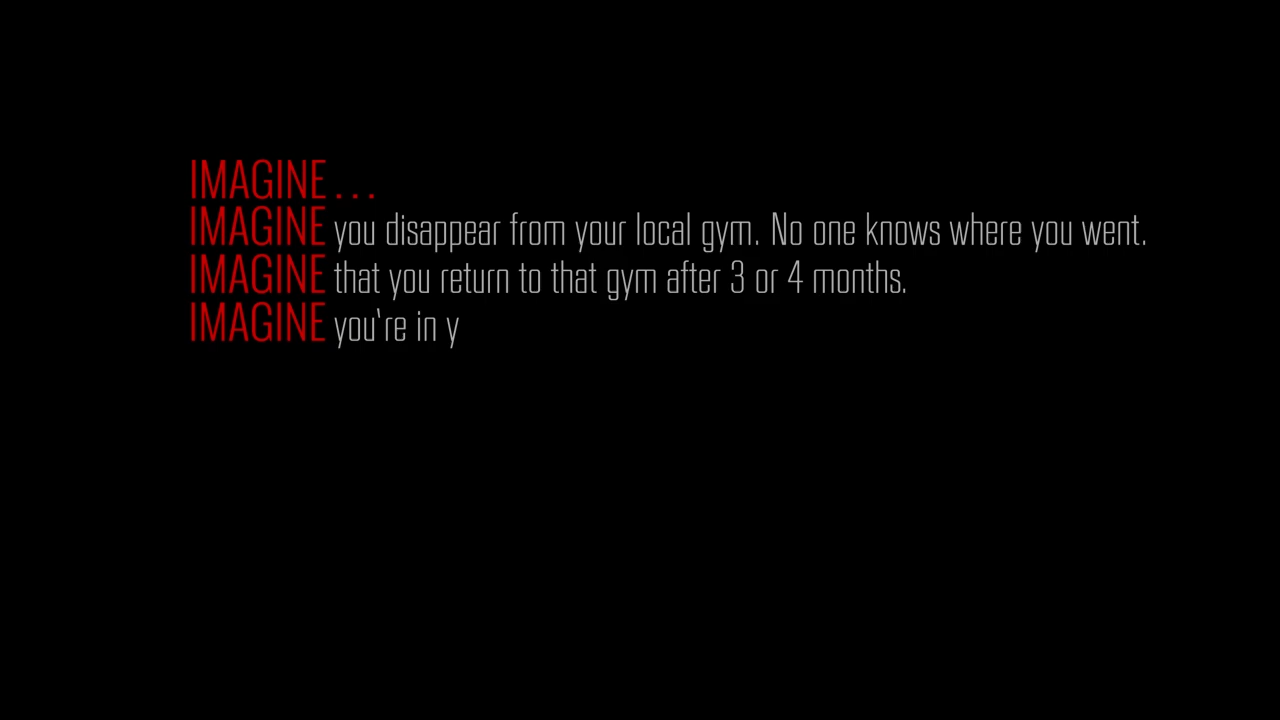 IMAGINE . . .
IMAGINE you disappear from your local gym. No one knows where you went.
IMAGINE that you return to that gym after 3 or 4 months.
IMAGINE you're in y